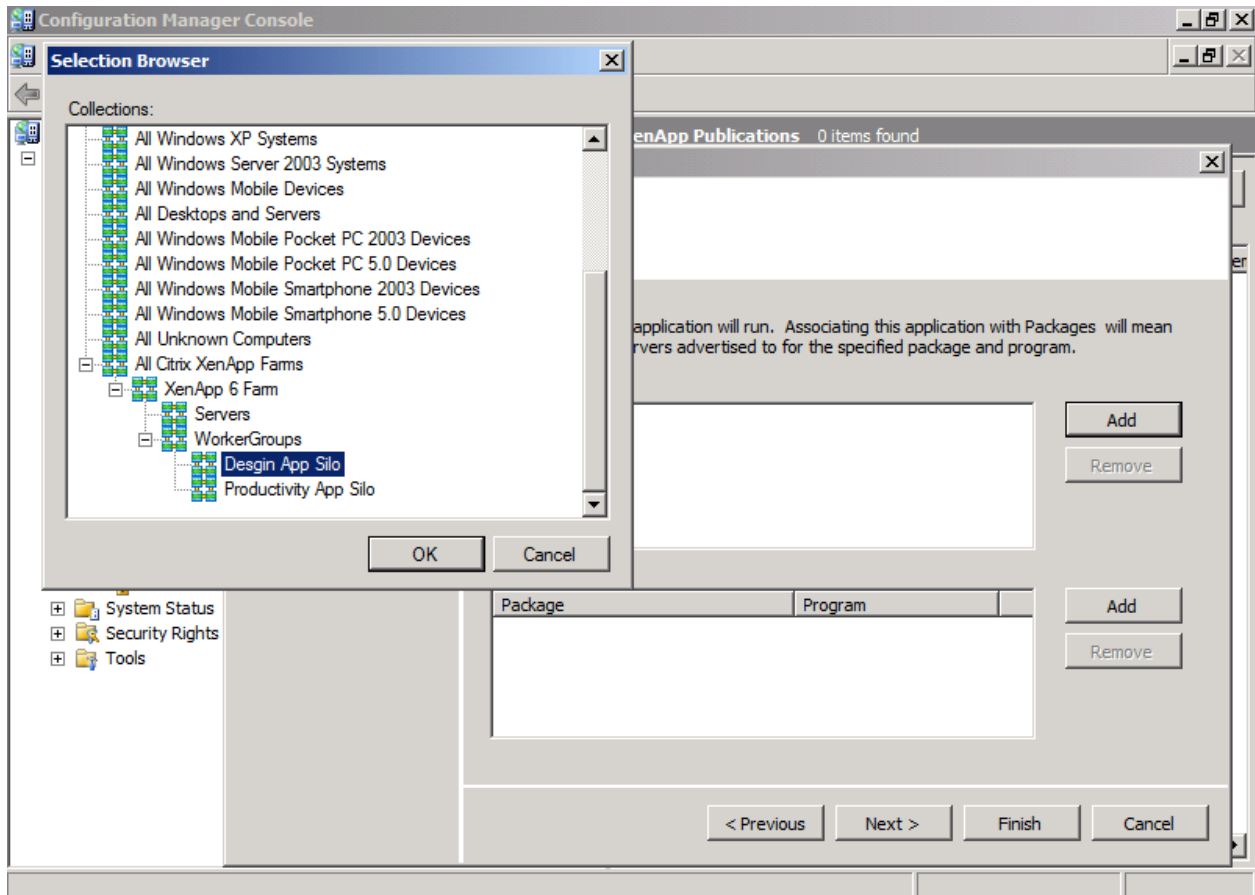 Configuration Manager Console
Selection Browser
Collections:
All Windows XP Systems
All Windows Server 2003 Systems
All Windows Mobile Devices
All Desktops and Servers
All Windows Mobile Pocket PC 2003 Devices
All Windows Mobile Pocket PC 5.0 Devices
All Windows Mobile Smartphone 2003 Devices
All Windows Mobile Smartphone 5.0 Devices
All Unknown Computers
All Citrix XenApp Farms
XenApp 6 Farm
Servers
WorkerGroups
Desgin App Silo
Productivity App Silo
OK Cancel
enApp Publications 0 items found
application will run. Associating this application with Packages will mean
rvers advertised to for the specified package and program.
Add
Remove
System Status
Security Rights
Tools
Package Program
Add
Remove
< Previous Next > Finish Cancel